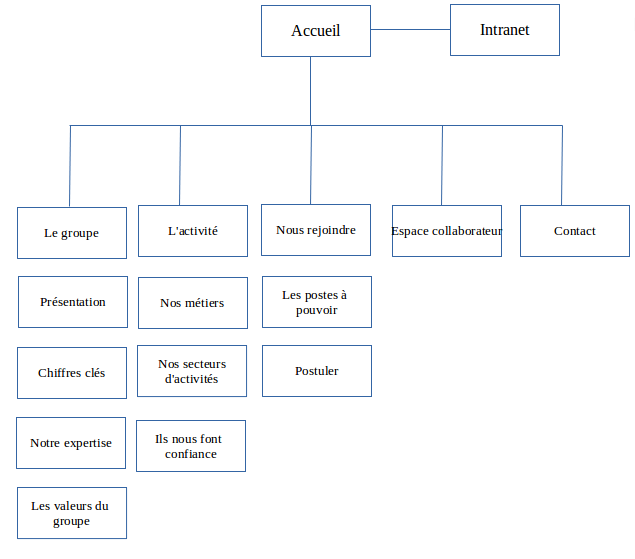 Accueil
Intranet
Le groupe
L'activité
Nous rejoindre
Espace collaborateur
Contact
Présentation
Nos métiers
Les postes à
pouvoir
Chiffres clés
Nos secteurs
d'activités
Postuler
Notre expertise
Ils nous font
confiance
Les valeurs du
groupe